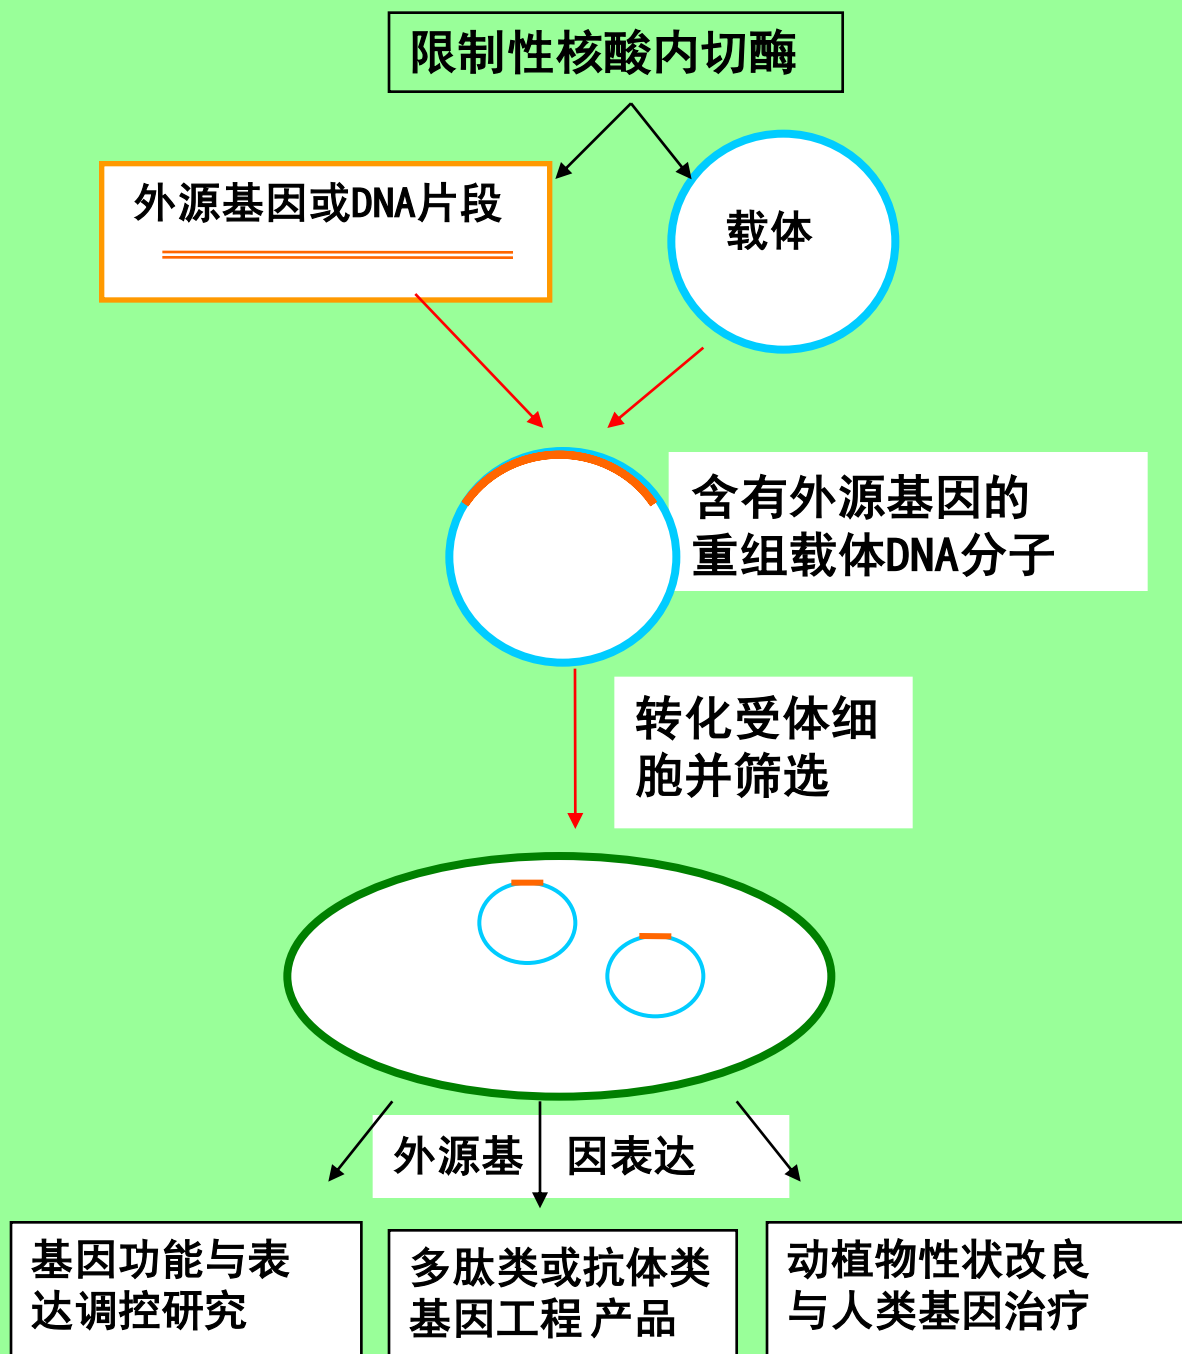 限制性核酸内切酶
外源基因或DNA片段
载体
含有外源基因的
重组载体DNA分子
转化受体细
胞并筛选
外源基 因表达
基因功能与表
达调控研究
多肽类或抗体类
基因工程 产品
动植物性状改良
与人类基因治疗